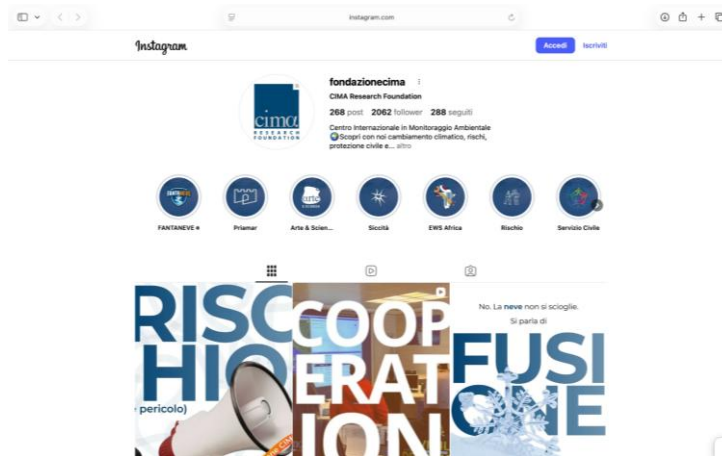 instagram.com
Instagram
Accedi Iscriviti
cima
RESEARCH
FOUNDATION
fondazionecima
CIMA Research Foundation
268 post 2062 follower 288 seguiti
Centro Internazionale in Monitoraggio Ambientale
Scopri con noi cambiamento climatico, rischi,
protezione civile e... altro
FANTANEVE
Priamar
Arte & Scien...
Siccità
EWS Africa
Rischio
Servizio Civile
RISC
HIO
pericolo)
COOP
ERAT
ION
No. La neve non si scioglie.
Si parla di
FUSI
ONE